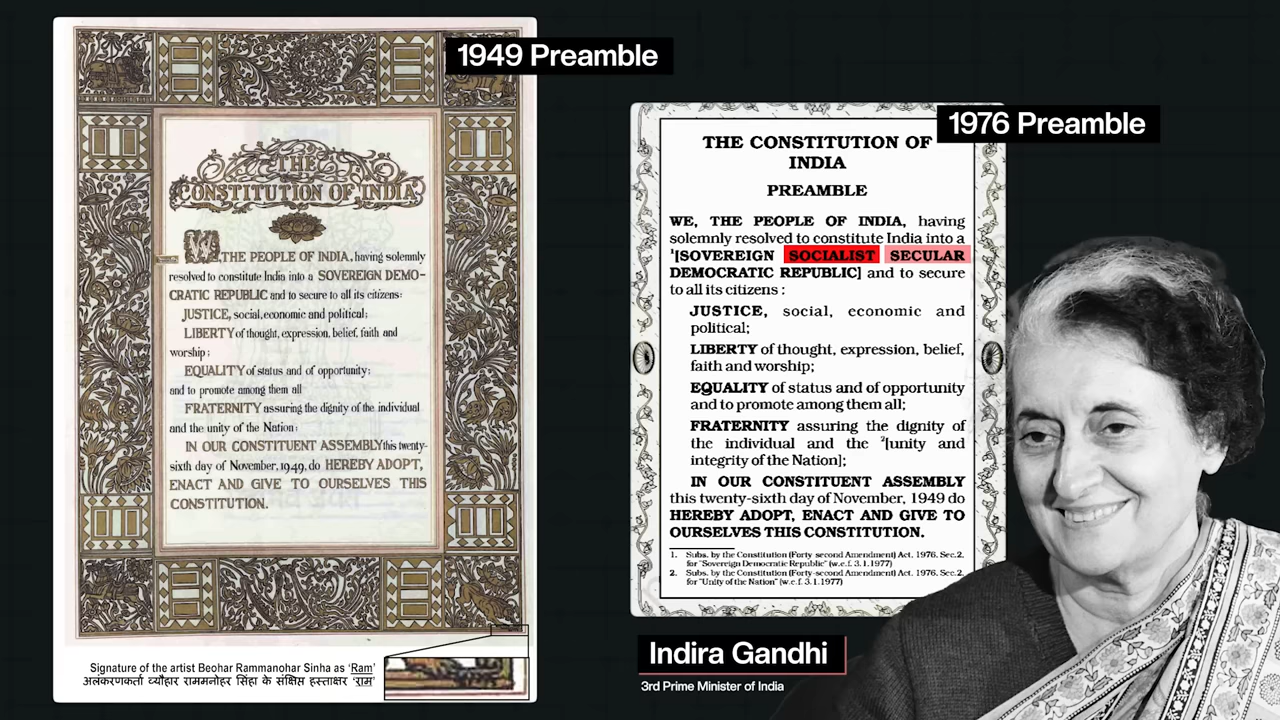 1949 Preamble
THE
CONSTITUTION OF INDIA
WE, THE PEOPLE OF INDIA, having solemnly
resolved to constitute India into a SOVEREIGN DEMO-
CRATIC REPUBLIC and to secure to all its citizens:
JUSTICE, social, economic and political;
LIBERTY of thought, expression, belief, faith and
worship;
EQUALITY of status and of opportunity;
and to promote among them all
FRATERNITY assuring the dignity of the individual
and the unity of the Nation;
IN OUR CONSTITUENT ASSEMBLY this twenty-
sixth day of November, 1949, do HEREBY ADOPT,
ENACT AND GIVE TO OURSELVES THIS
CONSTITUTION.
Signature of the artist Beohar Rammanohar Sinha as 'Ram'
अलंकरणकर्ता ब्यौहार राममनोहर सिंहा के संक्षिप्त हस्ताक्षर 'राम'
1976 Preamble
THE CONSTITUTION OF
INDIA
PREAMBLE
WE, THE PEOPLE OF INDIA, having
solemnly resolved to constitute India into a
¹[SOVEREIGN SOCIALIST SECULAR
DEMOCRATIC REPUBLIC] and to secure
to all its citizens :
JUSTICE, social, economic and
political;
LIBERTY of thought, expression, belief,
faith and worship;
EQUALITY of status and of opportunity
and to promote among them all;
FRATERNITY assuring the dignity of
the individual and the ²[unity and
integrity of the Nation];
IN OUR CONSTITUENT ASSEMBLY
this twenty-sixth day of November, 1949 do
HEREBY ADOPT, ENACT AND GIVE TO
OURSELVES THIS CONSTITUTION.
1. Subs. by the Constitution (Forty-second Amendment) Act, 1976, Sec.2,
for "Sovereign Democratic Republic" (w.e.f. 3.1.1977)
2. Subs. by the Constitution (Forty-second Amendment) Act, 1976, Sec.2,
for "Unity of the Nation" (w.e.f. 3.1.1977)
Indira Gandhi
3rd Prime Minister of India